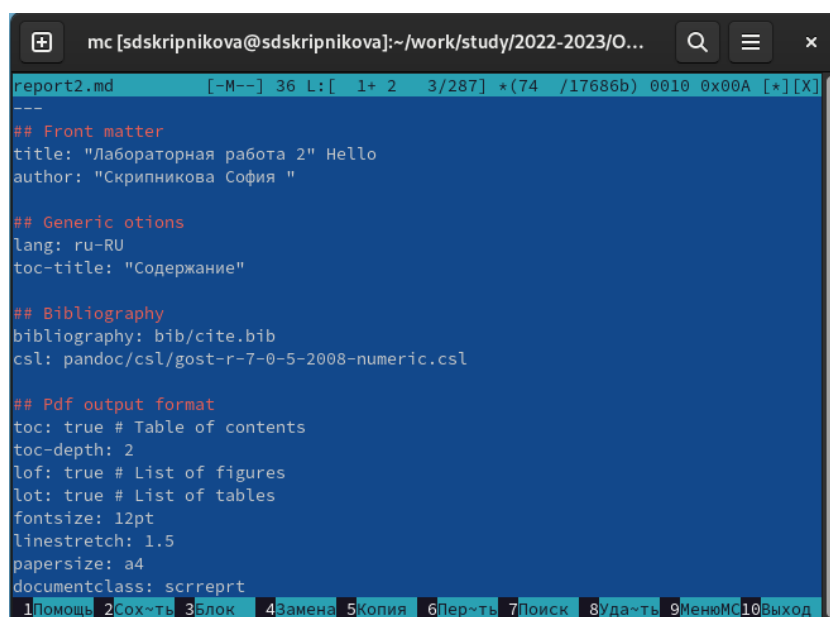 mc [sdskripnikova@sdskripnikova]:~/work/study/2022-2023/O...
report2.md [-M--] 36 L:[ 1+ 2 3/287] *(74 /17686b) 0010 0x00A [*][X]
---
## Front matter
title: "Лабораторная работа 2" Hello
author: "Скрипникова София "
## Generic otions
lang: ru-RU
toc-title: "Содержание"
## Bibliography
bibliography: bib/cite.bib
csl: pandoc/csl/gost-r-7-0-5-2008-numeric.csl
## Pdf output format
toc: true # Table of contents
toc-depth: 2
lof: true # List of figures
lot: true # List of tables
fontsize: 12pt
linestretch: 1.5
papersize: a4
documentclass: scrreprt
1Помощь 2Сох~ть 3Блок 4Замена 5Копия 6Пер~ть 7Поиск 8Уда~ть 9МенюMC10Выход